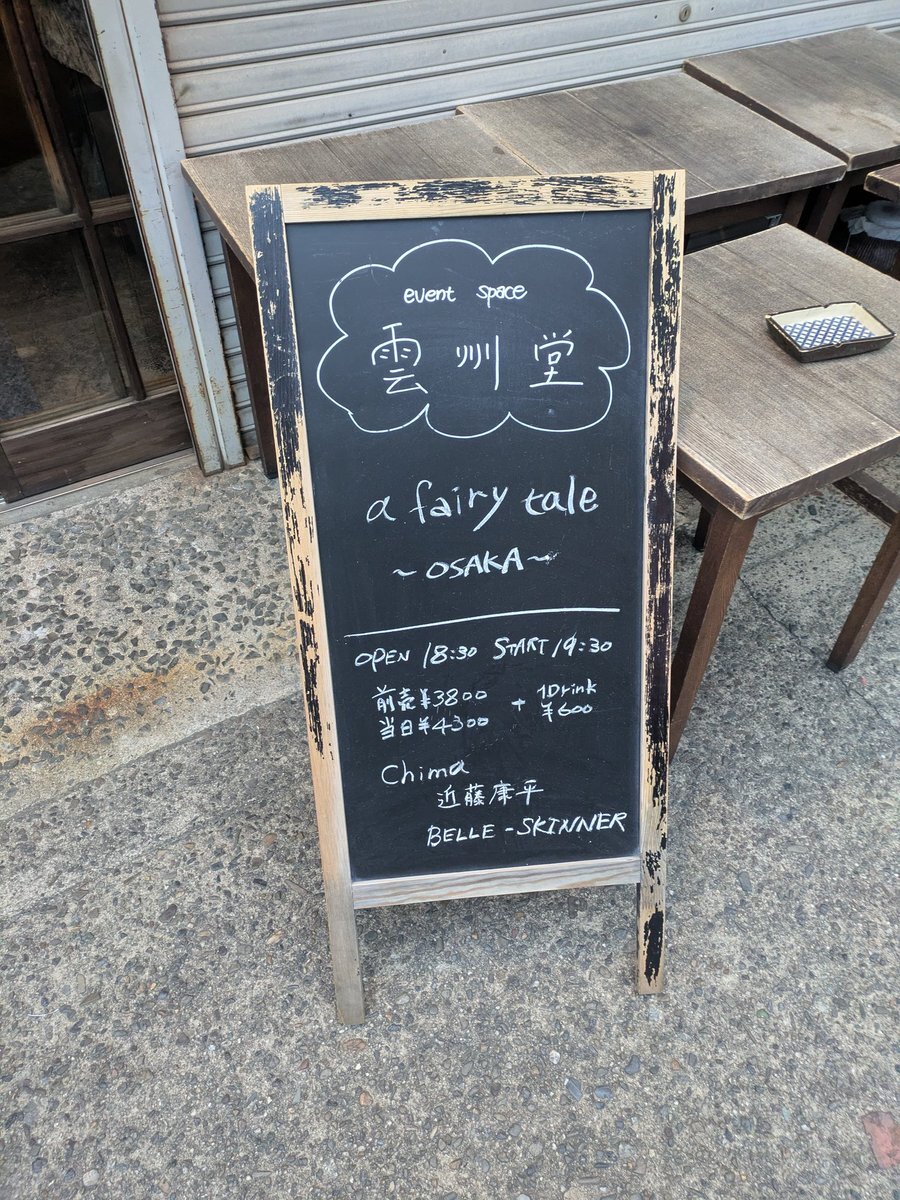 event space
雲州堂
a fairy tale
~OSAKA~
OPEN 18:30 START 19:30
前売¥3800 + 1Drink ¥600
当日¥4300
Chima
近藤康平
BELLE-SKINNER